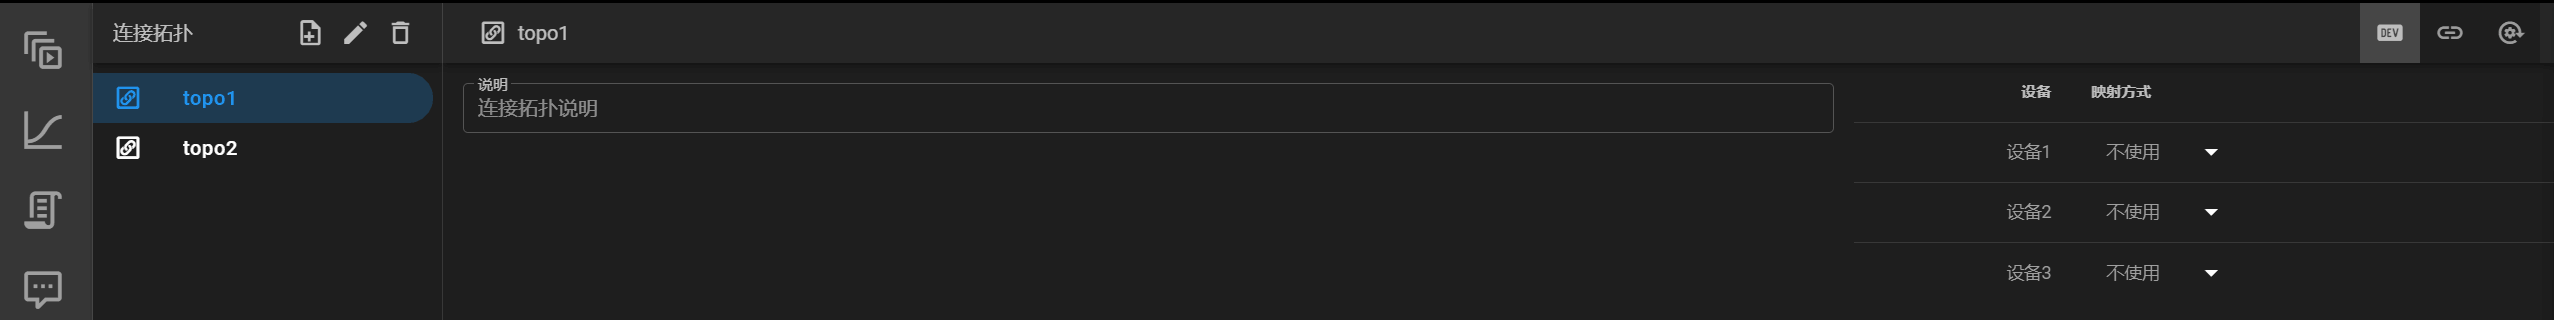 连接拓扑
topo1
topo2
topo1
DEV
说明
连接拓扑说明
设备 映射方式
设备1 不使用
设备2 不使用
设备3 不使用